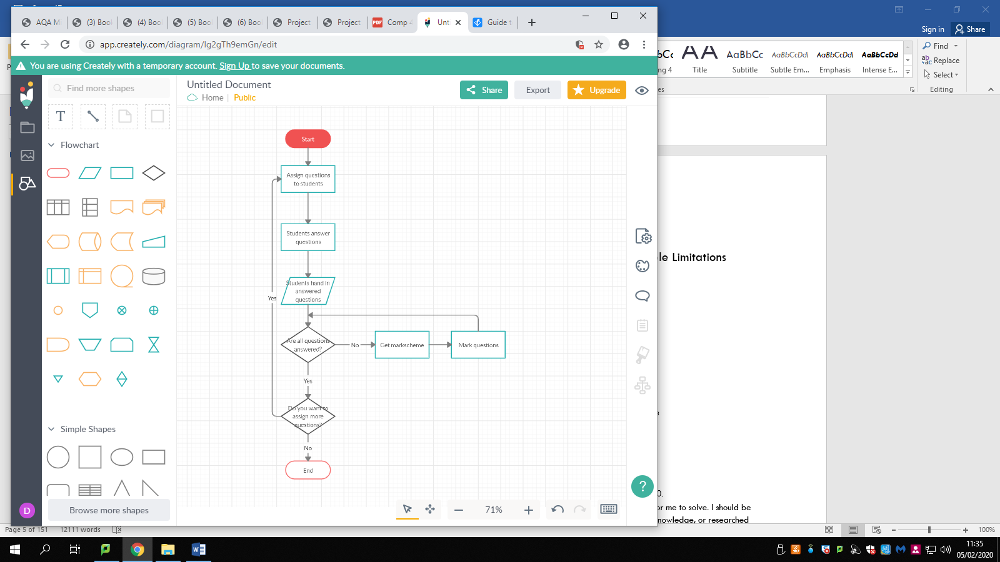 Sign in
Share
AQA M
(3) Boo
(4) Boo
(5) Boo
(6) Boo
Project
Project
PDF
Comp
Unt
Guide t
app.creately.com/diagram/lg2gTh9emGn/edit
You are using Creately with a temporary account. Sign Up to save your documents.
Find more shapes
Untitled Document
Home
Public
Share
Export
Upgrade
T
Flowchart
Simple Shapes
Browse more shapes
D
Start
Assign questions
to students
Students answer
questions
Students hand in
answered
questions
Yes
Are all questions
answered?
No
Get markscheme
Mark questions
Yes
Do you want to
assign more
questions?
No
End
71%
?
AaBbCc
AaBbCcDdI
AaBbCcDdI
AaBbCcDd
ng 4
Title
Subtitle
Subtle Em...
Emphasis
Intense E...
es
Find
Replace
Select
Editing
le Limitations
s
0.
or me to solve. I should be
nowledge, or researched
Page 5 of 151
12111 words
100%
11:35
05/02/2020